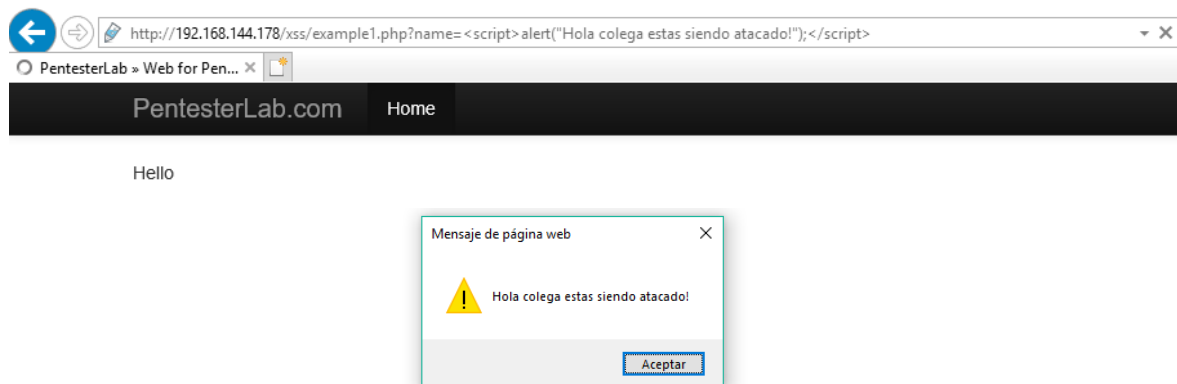 http://192.168.144.178/xss/example1.php?name=<script>alert("Hola colega estas siendo atacado!");</script>
PentesterLab » Web for Pen...
PentesterLab.com Home
Hello
Mensaje de página web
Hola colega estas siendo atacado!
Aceptar